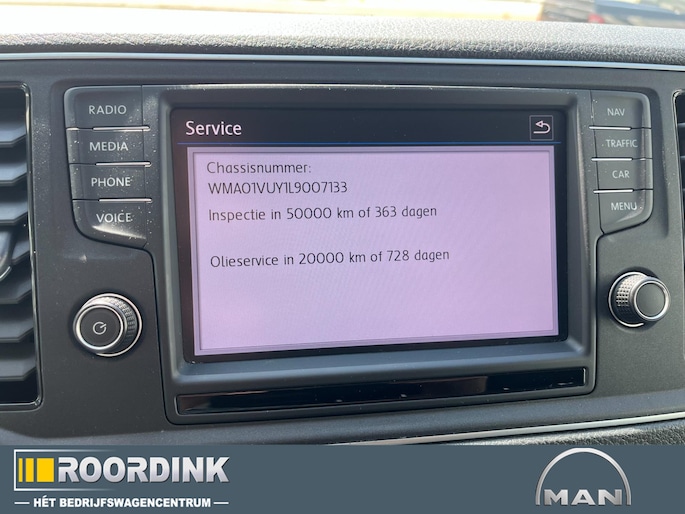 RADIO
MEDIA
PHONE
VOICE
Service
Chassisnummer:
WMA01VUY1L9007133
Inspectie in 50000 km of 363 dagen
Olieservice in 20000 km of 728 dagen
NAV
TRAFFIC
CAR
MENU
ROORDINK
HÉT BEDRIJFSWAGENCENTRUM
MAN